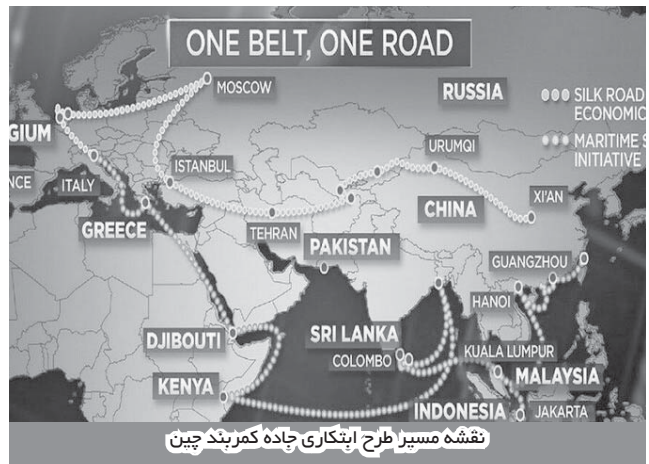 ONE BELT, ONE ROAD
MOSCOW
RUSSIA
SILK ROAD
ECONOMIC
MARITIME S
INITIATIVE
GIUM
URUMQI
ISTANBUL
NCE
ITALY
XI'AN
CHINA
GREECE
TEHRAN
PAKISTAN
GUANGZHOU
HANOI
DJIBOUTI
SRI LANKA
COLOMBO
KUALA LUMPUR
MALAYSIA
KENYA
INDONESIA
JAKARTA
نقشه مسیر طرح ابتکاری جاده کمربند چین